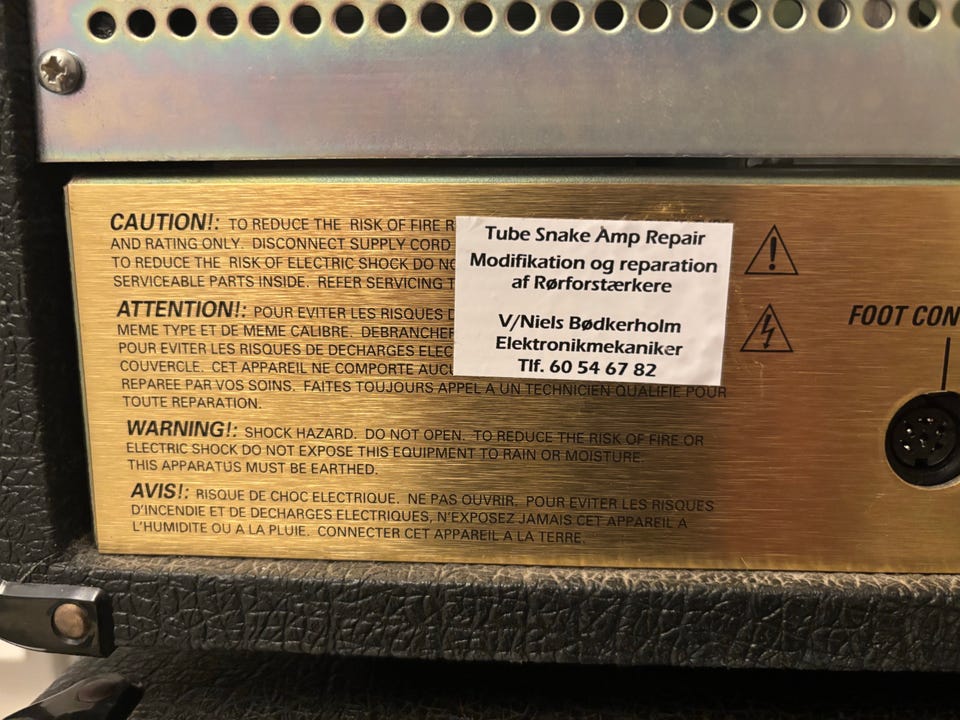 CAUTION!: TO REDUCE THE RISK OF FIRE
AND RATING ONLY. DISCONNECT SUPPLY CORD
TO REDUCE THE RISK OF ELECTRIC SHOCK DO
SERVICEABLE PARTS INSIDE. REFER SERVICING
ATTENTION!: POUR EVITER LES RISQUES
MEME TYPE ET DE MEME CALIBRE. DEBRANCHER
POUR EVITER LES RISQUES DE DECHARGES
COUVERCLE. CET APPAREIL NE COMPORTE
REPAREE PAR VOS SOINS. FAITES TOUJOURS APPEL A UN TECHNICIEN QUALIFIE POUR
TOUTE REPARATION.
WARNING!: SHOCK HAZARD. DO NOT OPEN. TO REDUCE THE RISK OF FIRE OR
ELECTRIC SHOCK DO NOT EXPOSE THIS EQUIPMENT TO RAIN OR MOISTURE.
THIS APPARATUS MUST BE EARTHED.
AVIS!: RISQUE DE CHOC ELECTRIQUE. NE PAS OUVRIR. POUR EVITER LES RISQUES
D'INCENDIE ET DE DECHARGES ELECTRIQUES, N'EXPOSEZ JAMAIS CET APPAREIL A
L'HUMIDITE OU A LA PLUIE. CONNECTER CET APPAREIL A LA TERRE.
Tube Snake Amp Repair
Modifikation og reparation
af Rørforstærkere
V/Niels Bødkerholm
Elektronikmekaniker
Tlf. 60 54 67 82
FOOT CON